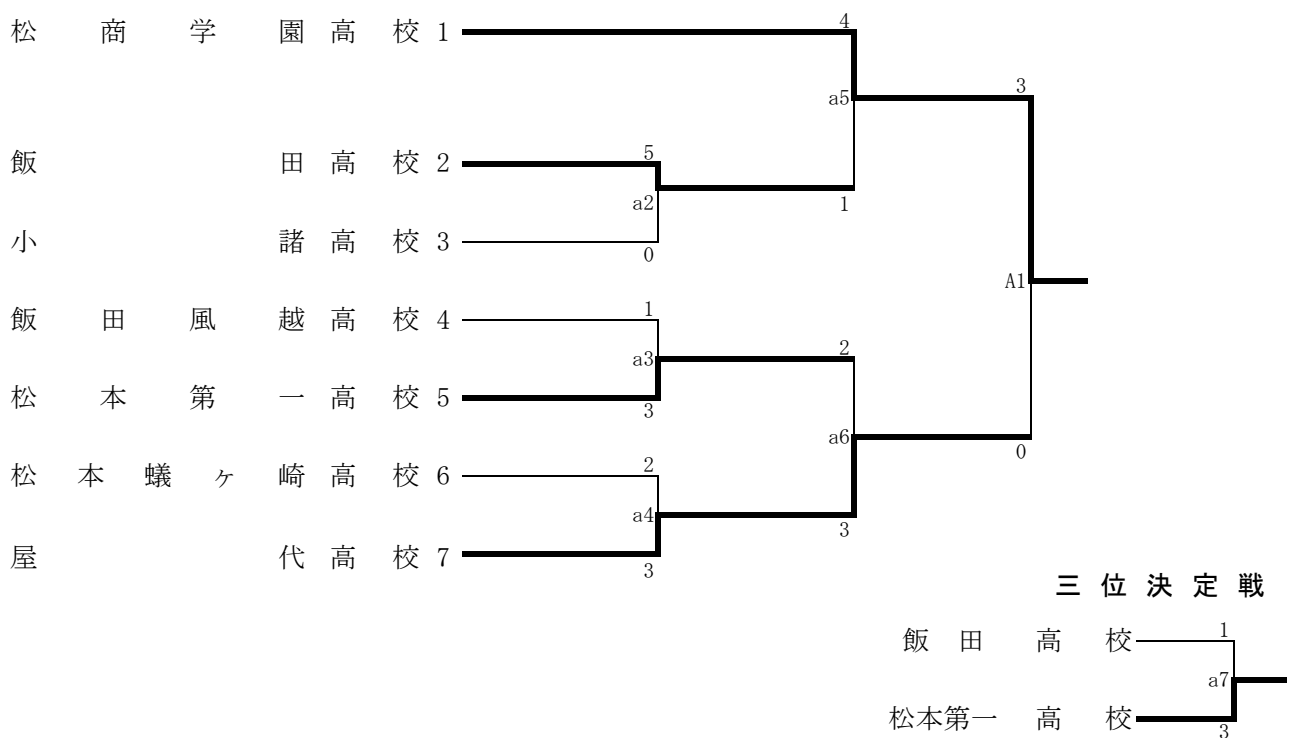 4
松商学園高校 1
3
a5
5
飯田高校 2
a2
1
小諸高校 3
0
A1
1
飯田風越高校 4
2
a3
松本第一高校 5
3
a6
0
2
松本蟻ヶ崎高校 6
a4
3
屋代高校 7
3
三位決定戦
1
飯田高校
a7
松本第一高校
3